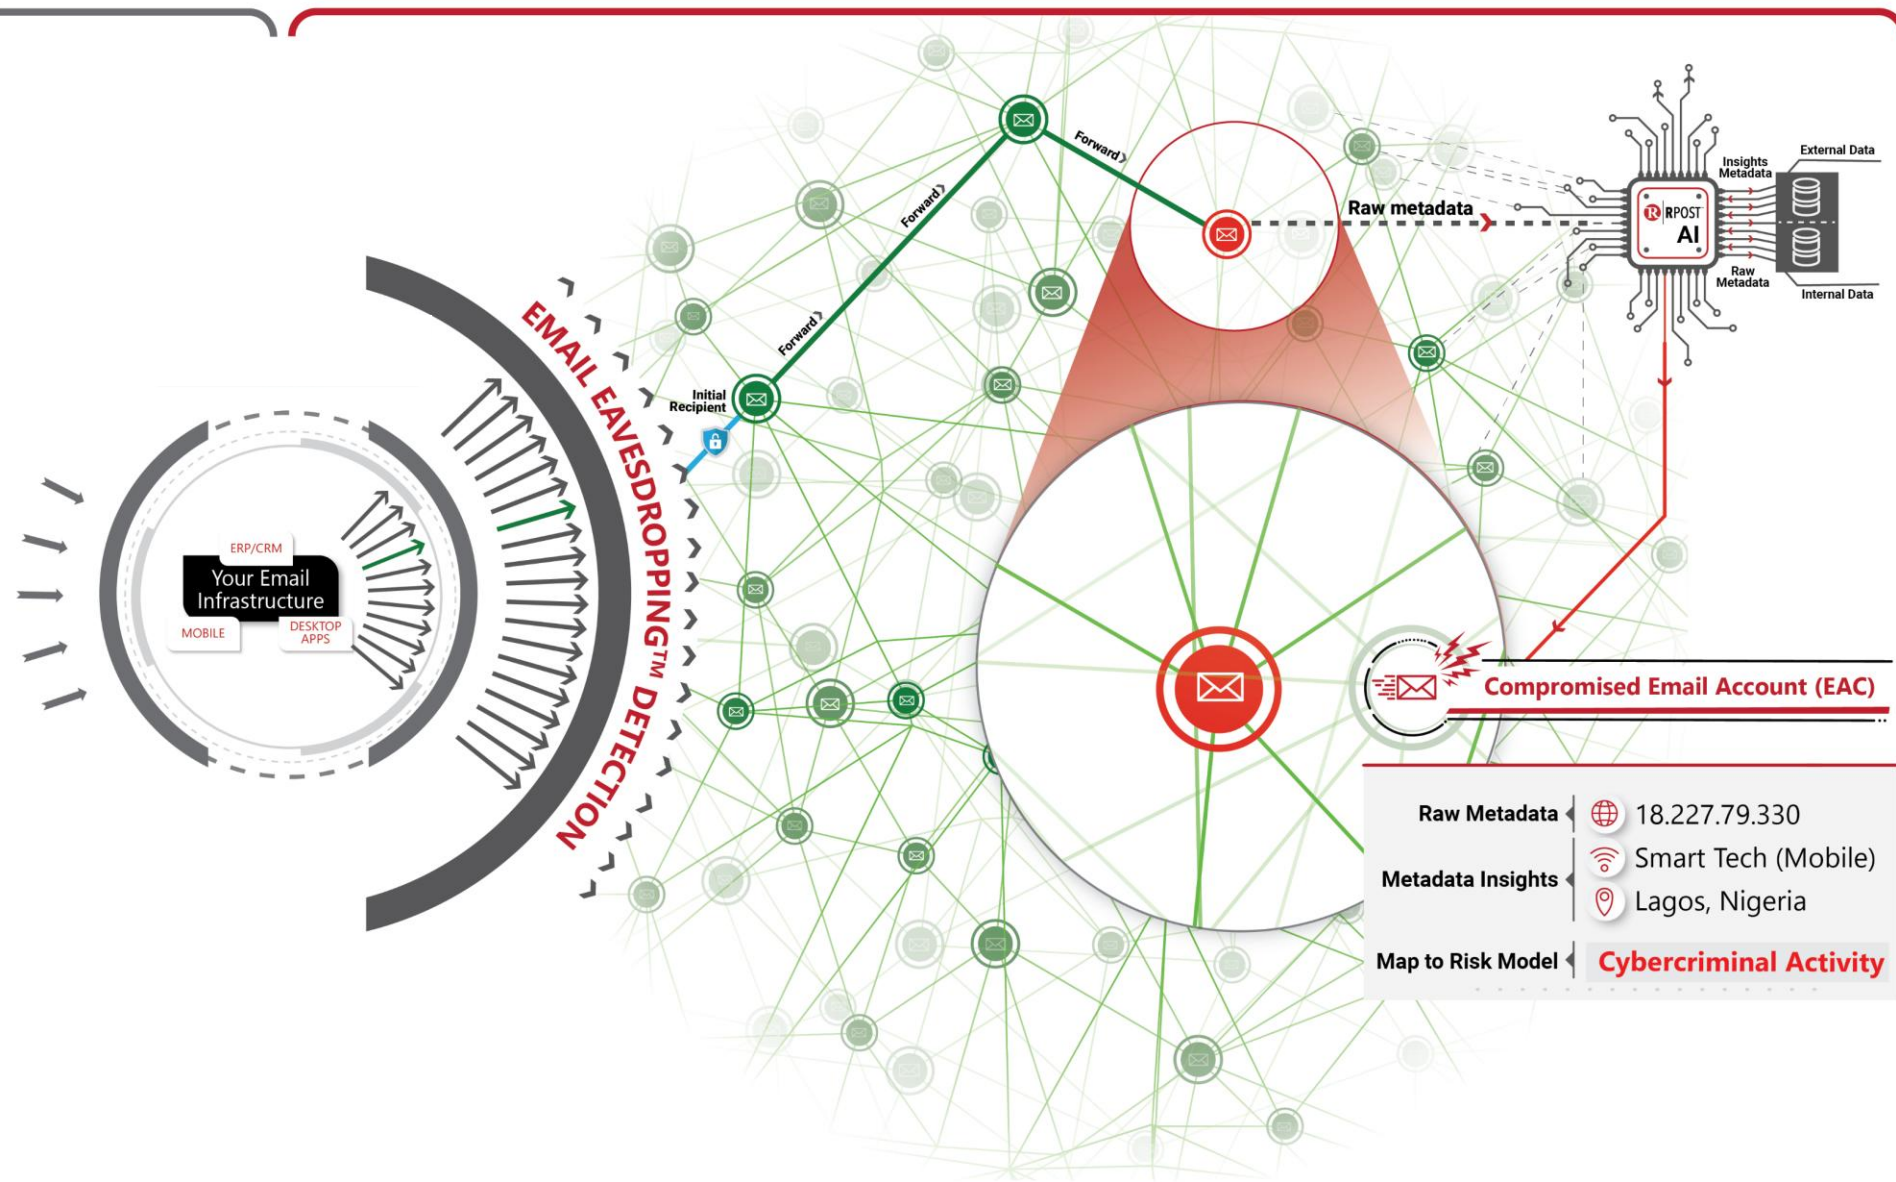 ERP/CRM
Your Email
Infrastructure
MOBILE
DESKTOP
APPS
EMAIL EAVESDROPPING™ DETECTION
Initial
Recipient
Forward
Forward
Forward
Raw metadata
R RPOST
AI
Insights
Metadata
External Data
Raw
Metadata
Internal Data
Compromised Email Account (EAC)
Raw Metadata
18.227.79.330
Metadata Insights
Smart Tech (Mobile)
Lagos, Nigeria
Map to Risk Model
Cybercriminal Activity